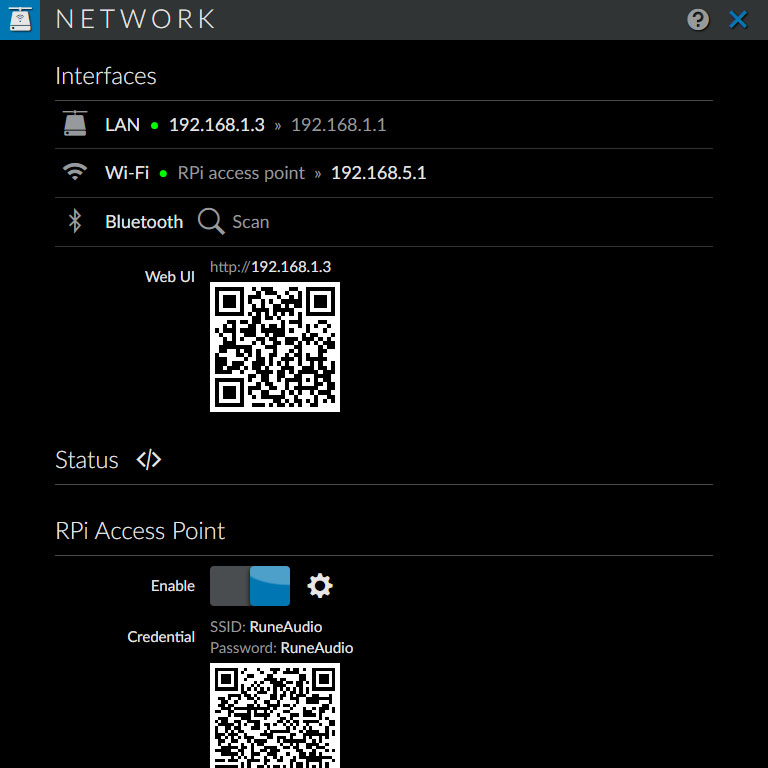 NETWORK
Interfaces
LAN • 192.168.1.3 » 192.168.1.1
Wi-Fi • RPi access point » 192.168.5.1
Bluetooth Scan
http://192.168.1.3
Web UI
Status </>
RPi Access Point
Enable
SSID: RuneAudio
Credential
Password: RuneAudio